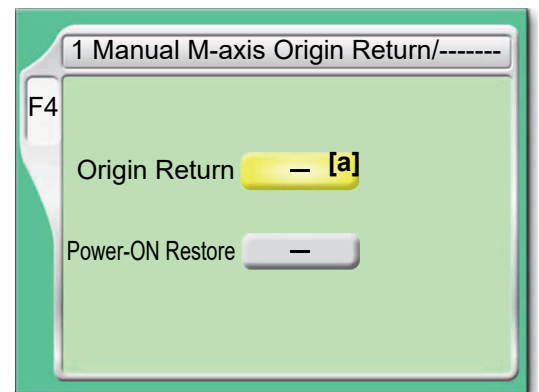 1 Manual M-axis Origin Return/-------
F4
Origin Return — [a]
Power-ON Restore —